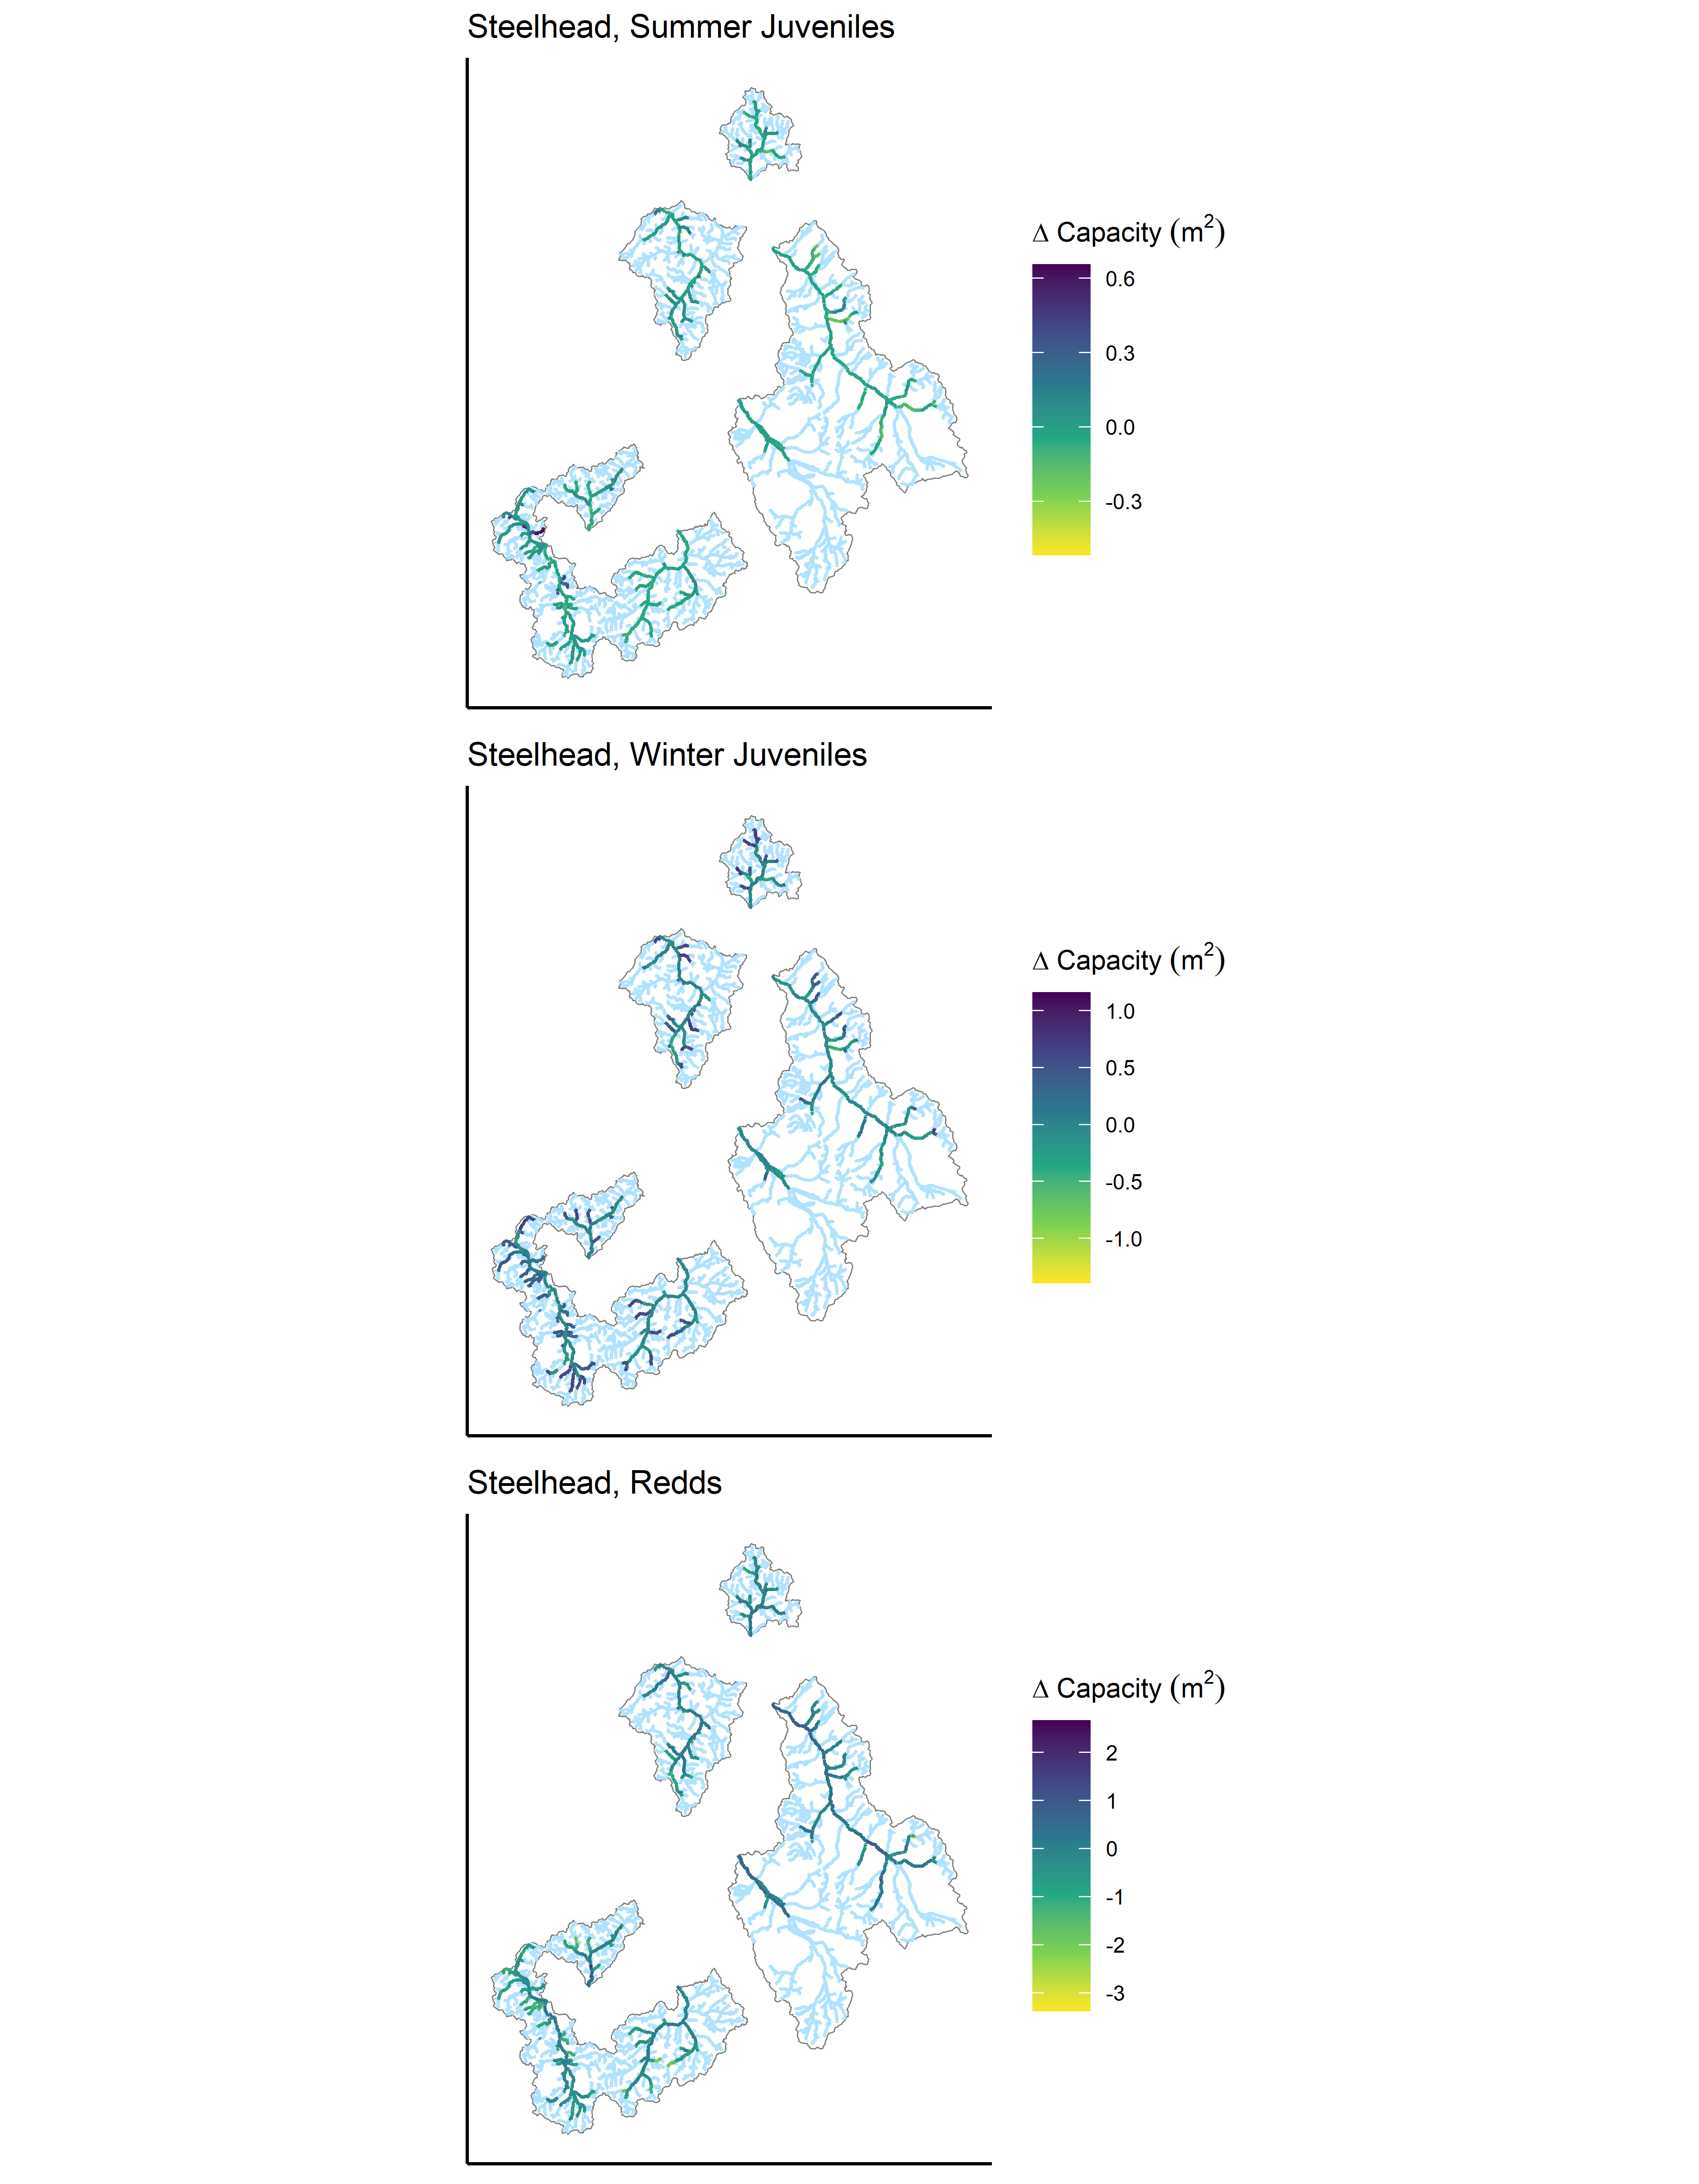 Steelhead, Summer Juveniles
Δ Capacity (m²)
0.6
0.3
0.0
-0.3
Steelhead, Winter Juveniles
Δ Capacity (m²)
1.0
0.5
0.0
-0.5
-1.0
Steelhead, Redds
Δ Capacity (m²)
2
1
0
-1
-2
-3